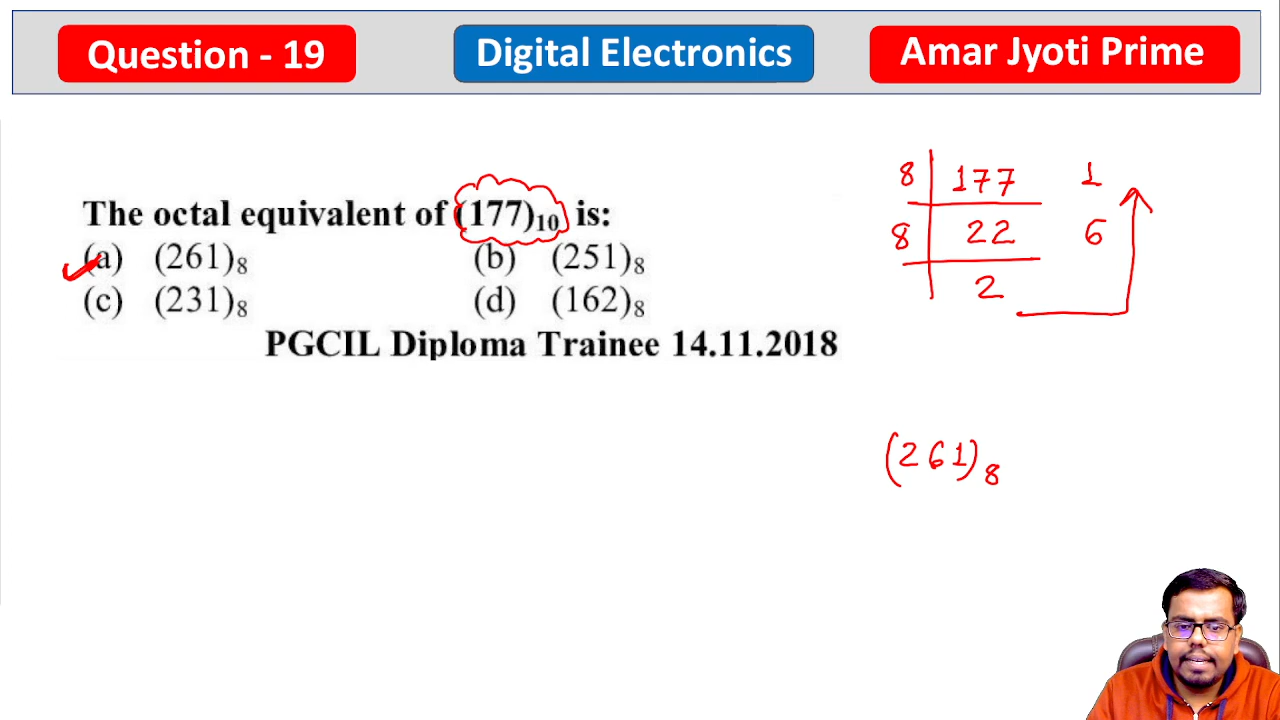 Question - 19
Digital Electronics
Amar Jyoti Prime
The octal equivalent of (177)₁₀ is:
(a) (261)₈ (b) (251)₈
(c) (231)₈ (d) (162)₈
PGCIL Diploma Trainee 14.11.2018
8 177 1
8 22 6
2
(261)₈